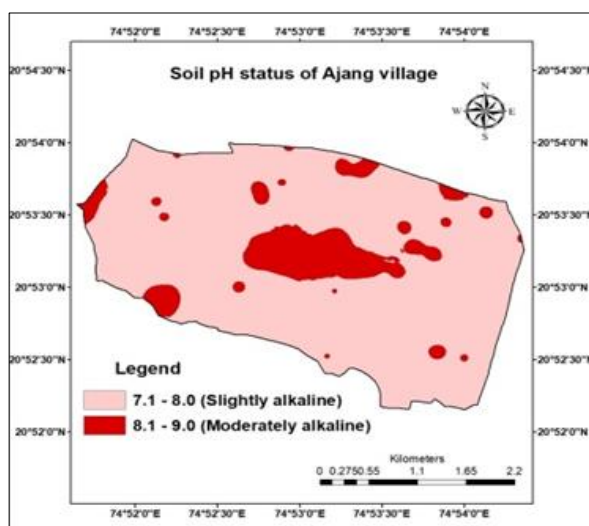 74°52'0"E 74°52'30"E 74°53'0"E 74°53'30"E 74°54'0"E
Soil pH status of Ajang village
N
W E
S
20°54'30"N 20°54'30"N
20°54'0"N 20°54'0"N
20°53'30"N 20°53'30"N
20°53'0"N 20°53'0"N
20°52'30"N 20°52'30"N
20°52'0"N 20°52'0"N
Legend
7.1 - 8.0 (Slightly alkaline)
8.1 - 9.0 (Moderately alkaline)
Kilometers
0 0.2750.55 1.1 1.65 2.2
74°52'0"E 74°52'30"E 74°53'0"E 74°53'30"E 74°54'0"E